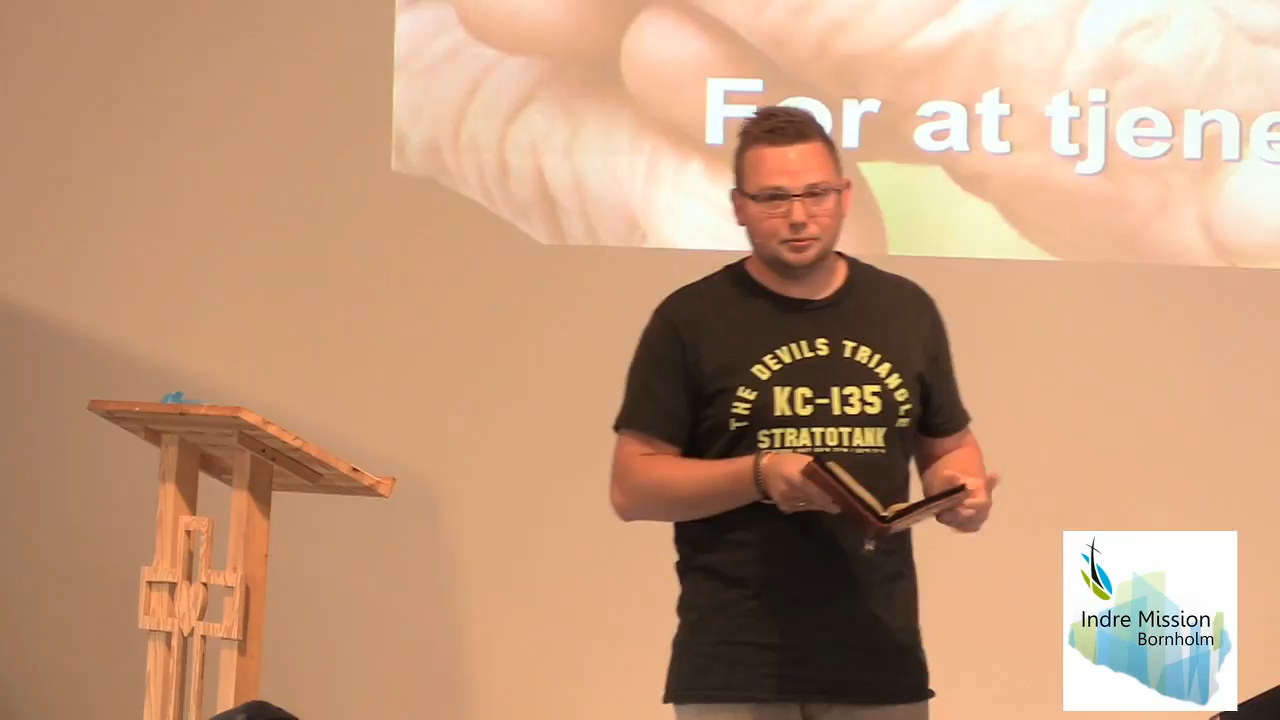 For at tjene
THE DEVILS TRIANGLE
KC-135
STRATOTANK
Indre Mission
Bornholm